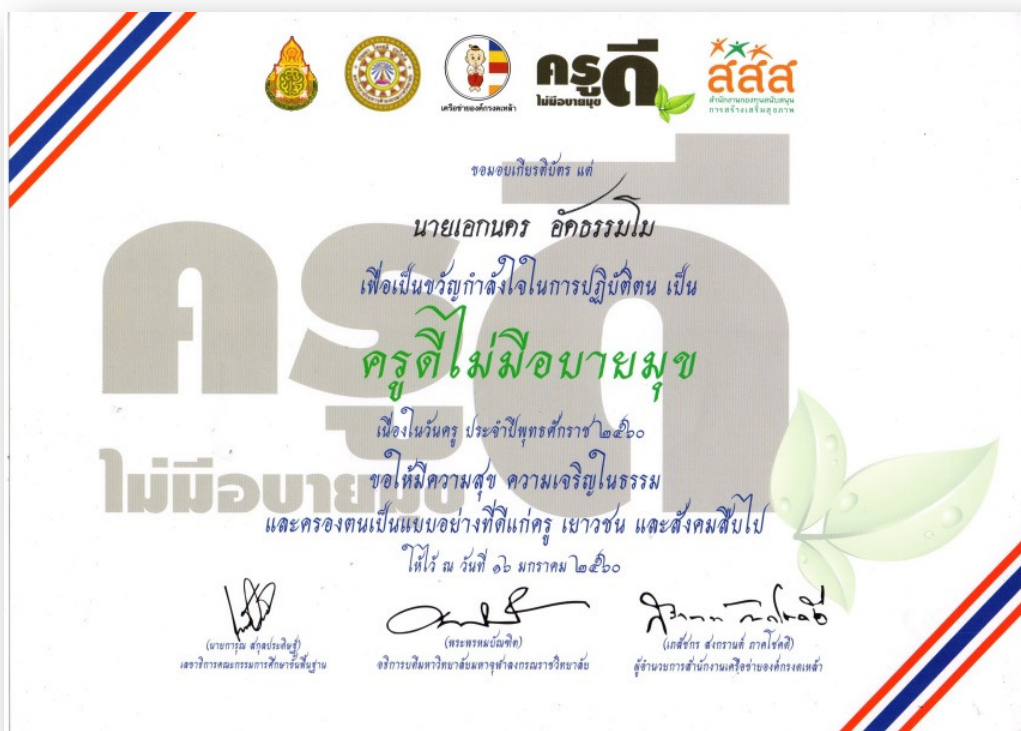 เครือข่ายองค์กรงดเหล้า
ครูดี
ไม่มีอบายมุข
สสส
สำนักงานกองทุนสนับสนุน
การสร้างเสริมสุขภาพ
ครูดี
ไม่มีอบายมุข
ขอมอบเกียรติบัตร แด่
นายเอกนคร อัคธรรมโม
เพื่อเป็นขวัญกำลังใจในการปฏิบัติตน เป็น
ครูดีไม่มีอบายมุข
เนื่องในวันครู ประจำปีพุทธศักราช ๒๕๖๐
ขอให้มีความสุข ความเจริญในธรรม
และครองตนเป็นแบบอย่างที่ดีแก่ครู เยาวชน และสังคมสืบไป
ให้ไว้ ณ วันที่ ๑๖ มกราคม ๒๕๖๐
(นายการุณ สกุลประดิษฐ์)
เลขาธิการคณะกรรมการศึกษาขั้นพื้นฐาน
(พระพรหมบัณฑิต)
อธิการบดีมหาวิทยาลัยมหาจุฬาลงกรณราชวิทยาลัย
(เภสัชกร สงกรานต์ ภาคโชคดี)
ผู้อำนวยการสำนักงานเครือข่ายองค์กรงดเหล้า